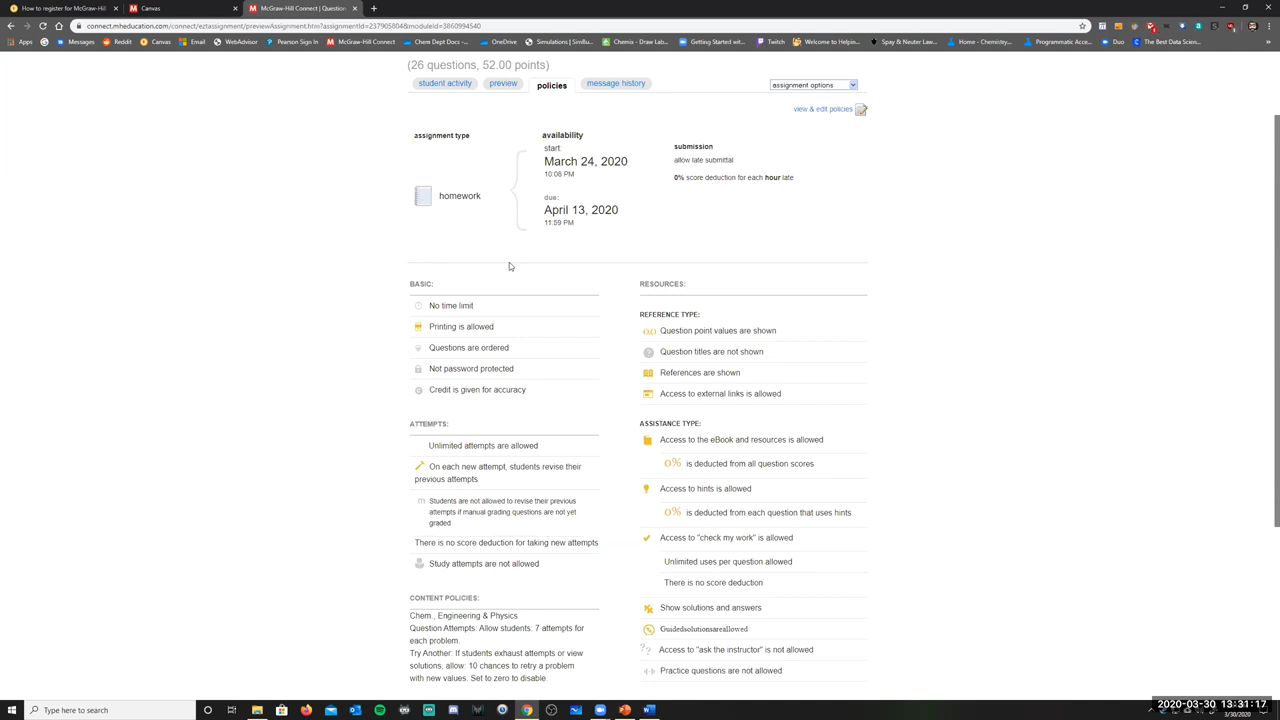 How to register for McGraw-Hill
Canvas
McGraw-Hill Connect | Question
connect.mheducation.com/connect/eztassignment/previewAssignment.htm?assignmentId=237905804&moduleId=3860994540
Apps
Messages
Reddit
Canvas
Email
WebAdvisor
Pearson Sign In
McGraw-Hill Connect
Chem Dept Docs -...
OneDrive
Simulations | Simbu...
Chemix - Draw Lab...
Getting Started wit...
Twitch
Welcome to Helpin...
Spay & Neuter Law...
Home - Chemistry...
Programmatic Acce...
Duo
The Best Data Scien...
(26 questions, 52.00 points)
student activity
preview
policies
message history
assignment options
view & edit policies
assignment type
homework
availability
start:
March 24, 2020
10:08 PM
due:
April 13, 2020
11:59 PM
submission
allow late submittal
0% score deduction for each hour late
BASIC:
No time limit
Printing is allowed
Questions are ordered
Not password protected
Credit is given for accuracy
ATTEMPTS:
Unlimited attempts are allowed
On each new attempt, students revise their
previous attempts
Students are not allowed to revise their previous
attempts if manual grading questions are not yet
graded
There is no score deduction for taking new attempts
Study attempts are not allowed
CONTENT POLICIES:
Chem., Engineering & Physics
Question Attempts: Allow students: 7 attempts for
each problem.
Try Another: If students exhaust attempts or view
solutions, allow: 10 chances to retry a problem
with new values. Set to zero to disable.
RESOURCES:
REFERENCE TYPE:
Question point values are shown
Question titles are not shown
References are shown
Access to external links is allowed
ASSISTANCE TYPE:
Access to the eBook and resources is allowed
0% is deducted from all question scores
Access to hints is allowed
0% is deducted from each question that uses hints
Access to "check my work" is allowed
Unlimited uses per question allowed
There is no score deduction
Show solutions and answers
Guidedsolutionsareallowed
Access to "ask the instructor" is not allowed
Practice questions are not allowed
Type here to search
2020-03-30 13:31:17
3/30/2020